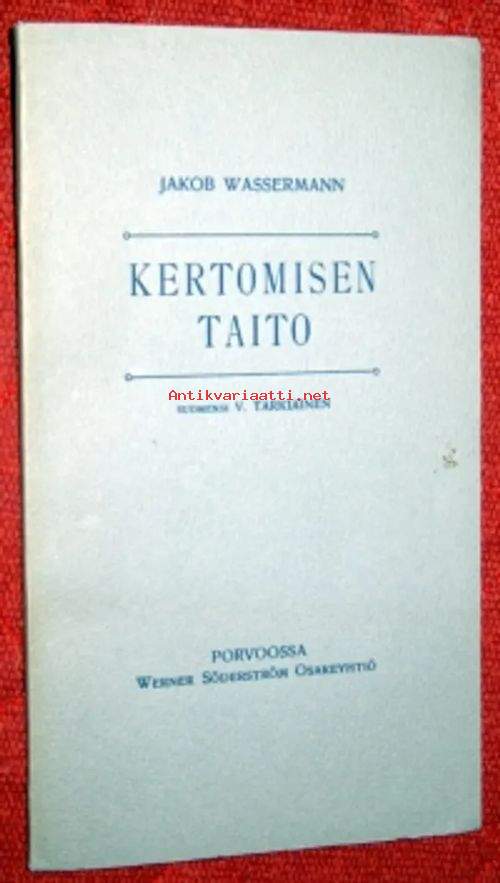 JAKOB WASSERMANN
KERTOMISEN
TAITO
Antikvariaatti.net
SUOMENSI V. TARKIAINEN
PORVOOSSA
WERNER SÖDERSTRÖM OSAKEYHTIÖ